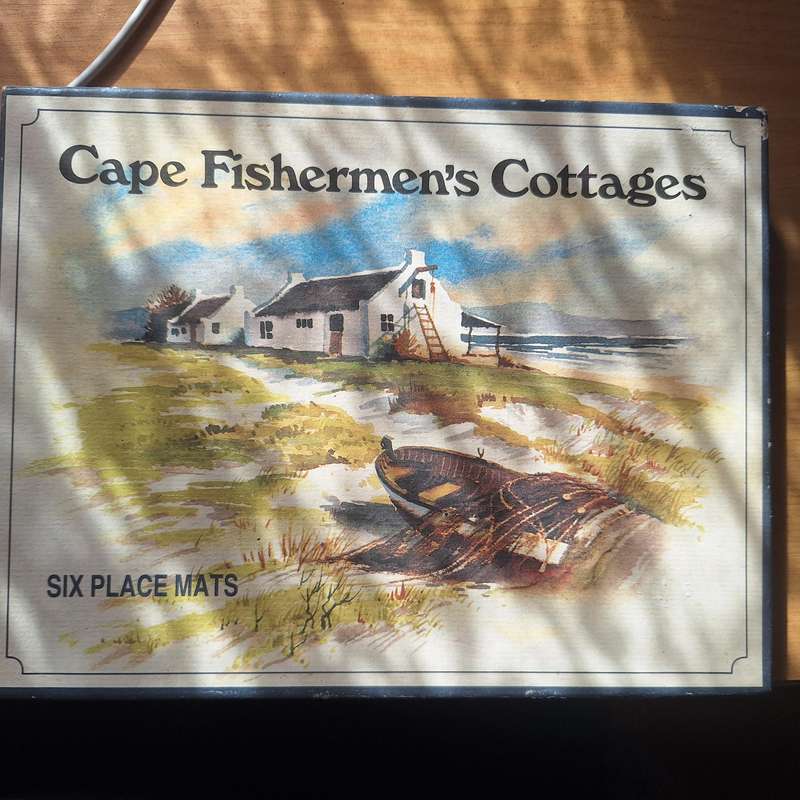 Cape Fishermen's Cottages
SIX PLACE MATS